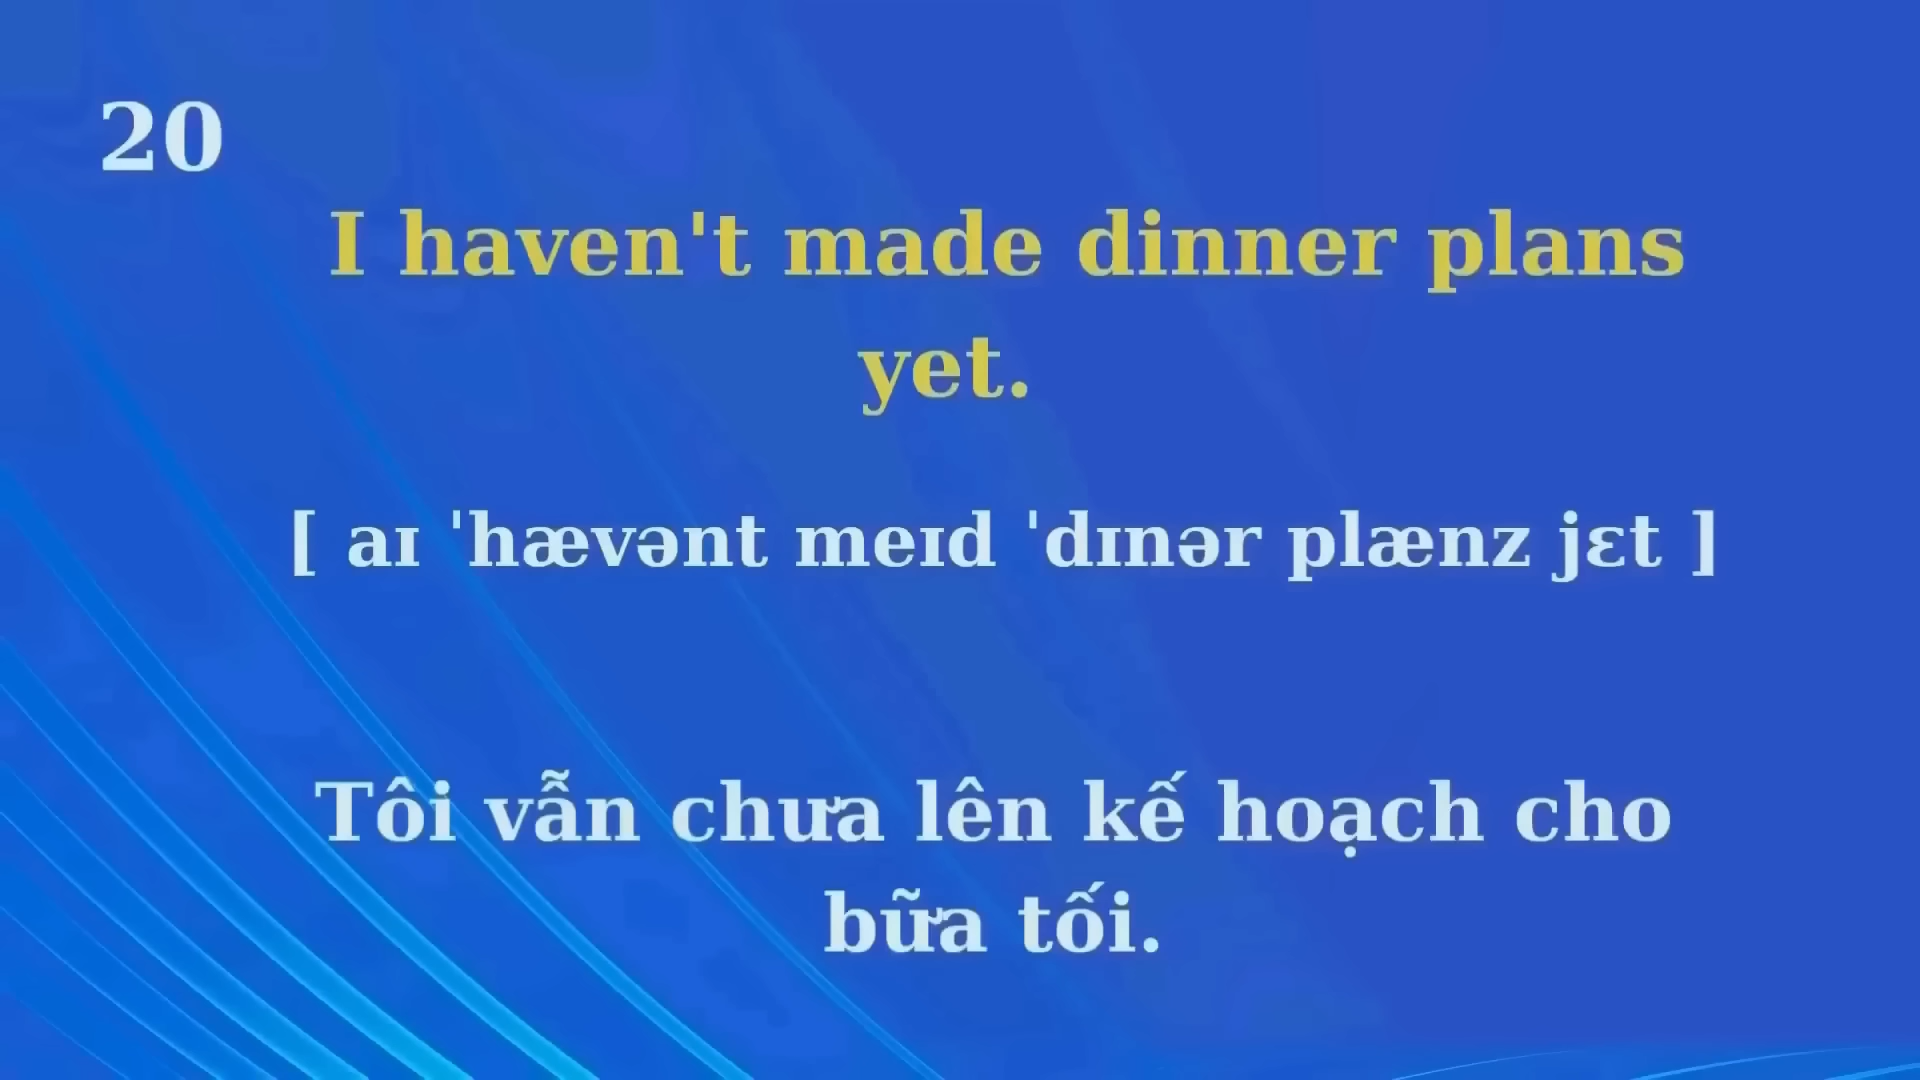 20
I haven't made dinner plans
yet.
[ aɪ ˈhævənt meɪd ˈdɪnər plænz jɛt ]
Tôi vẫn chưa lên kế hoạch cho
bữa tối.